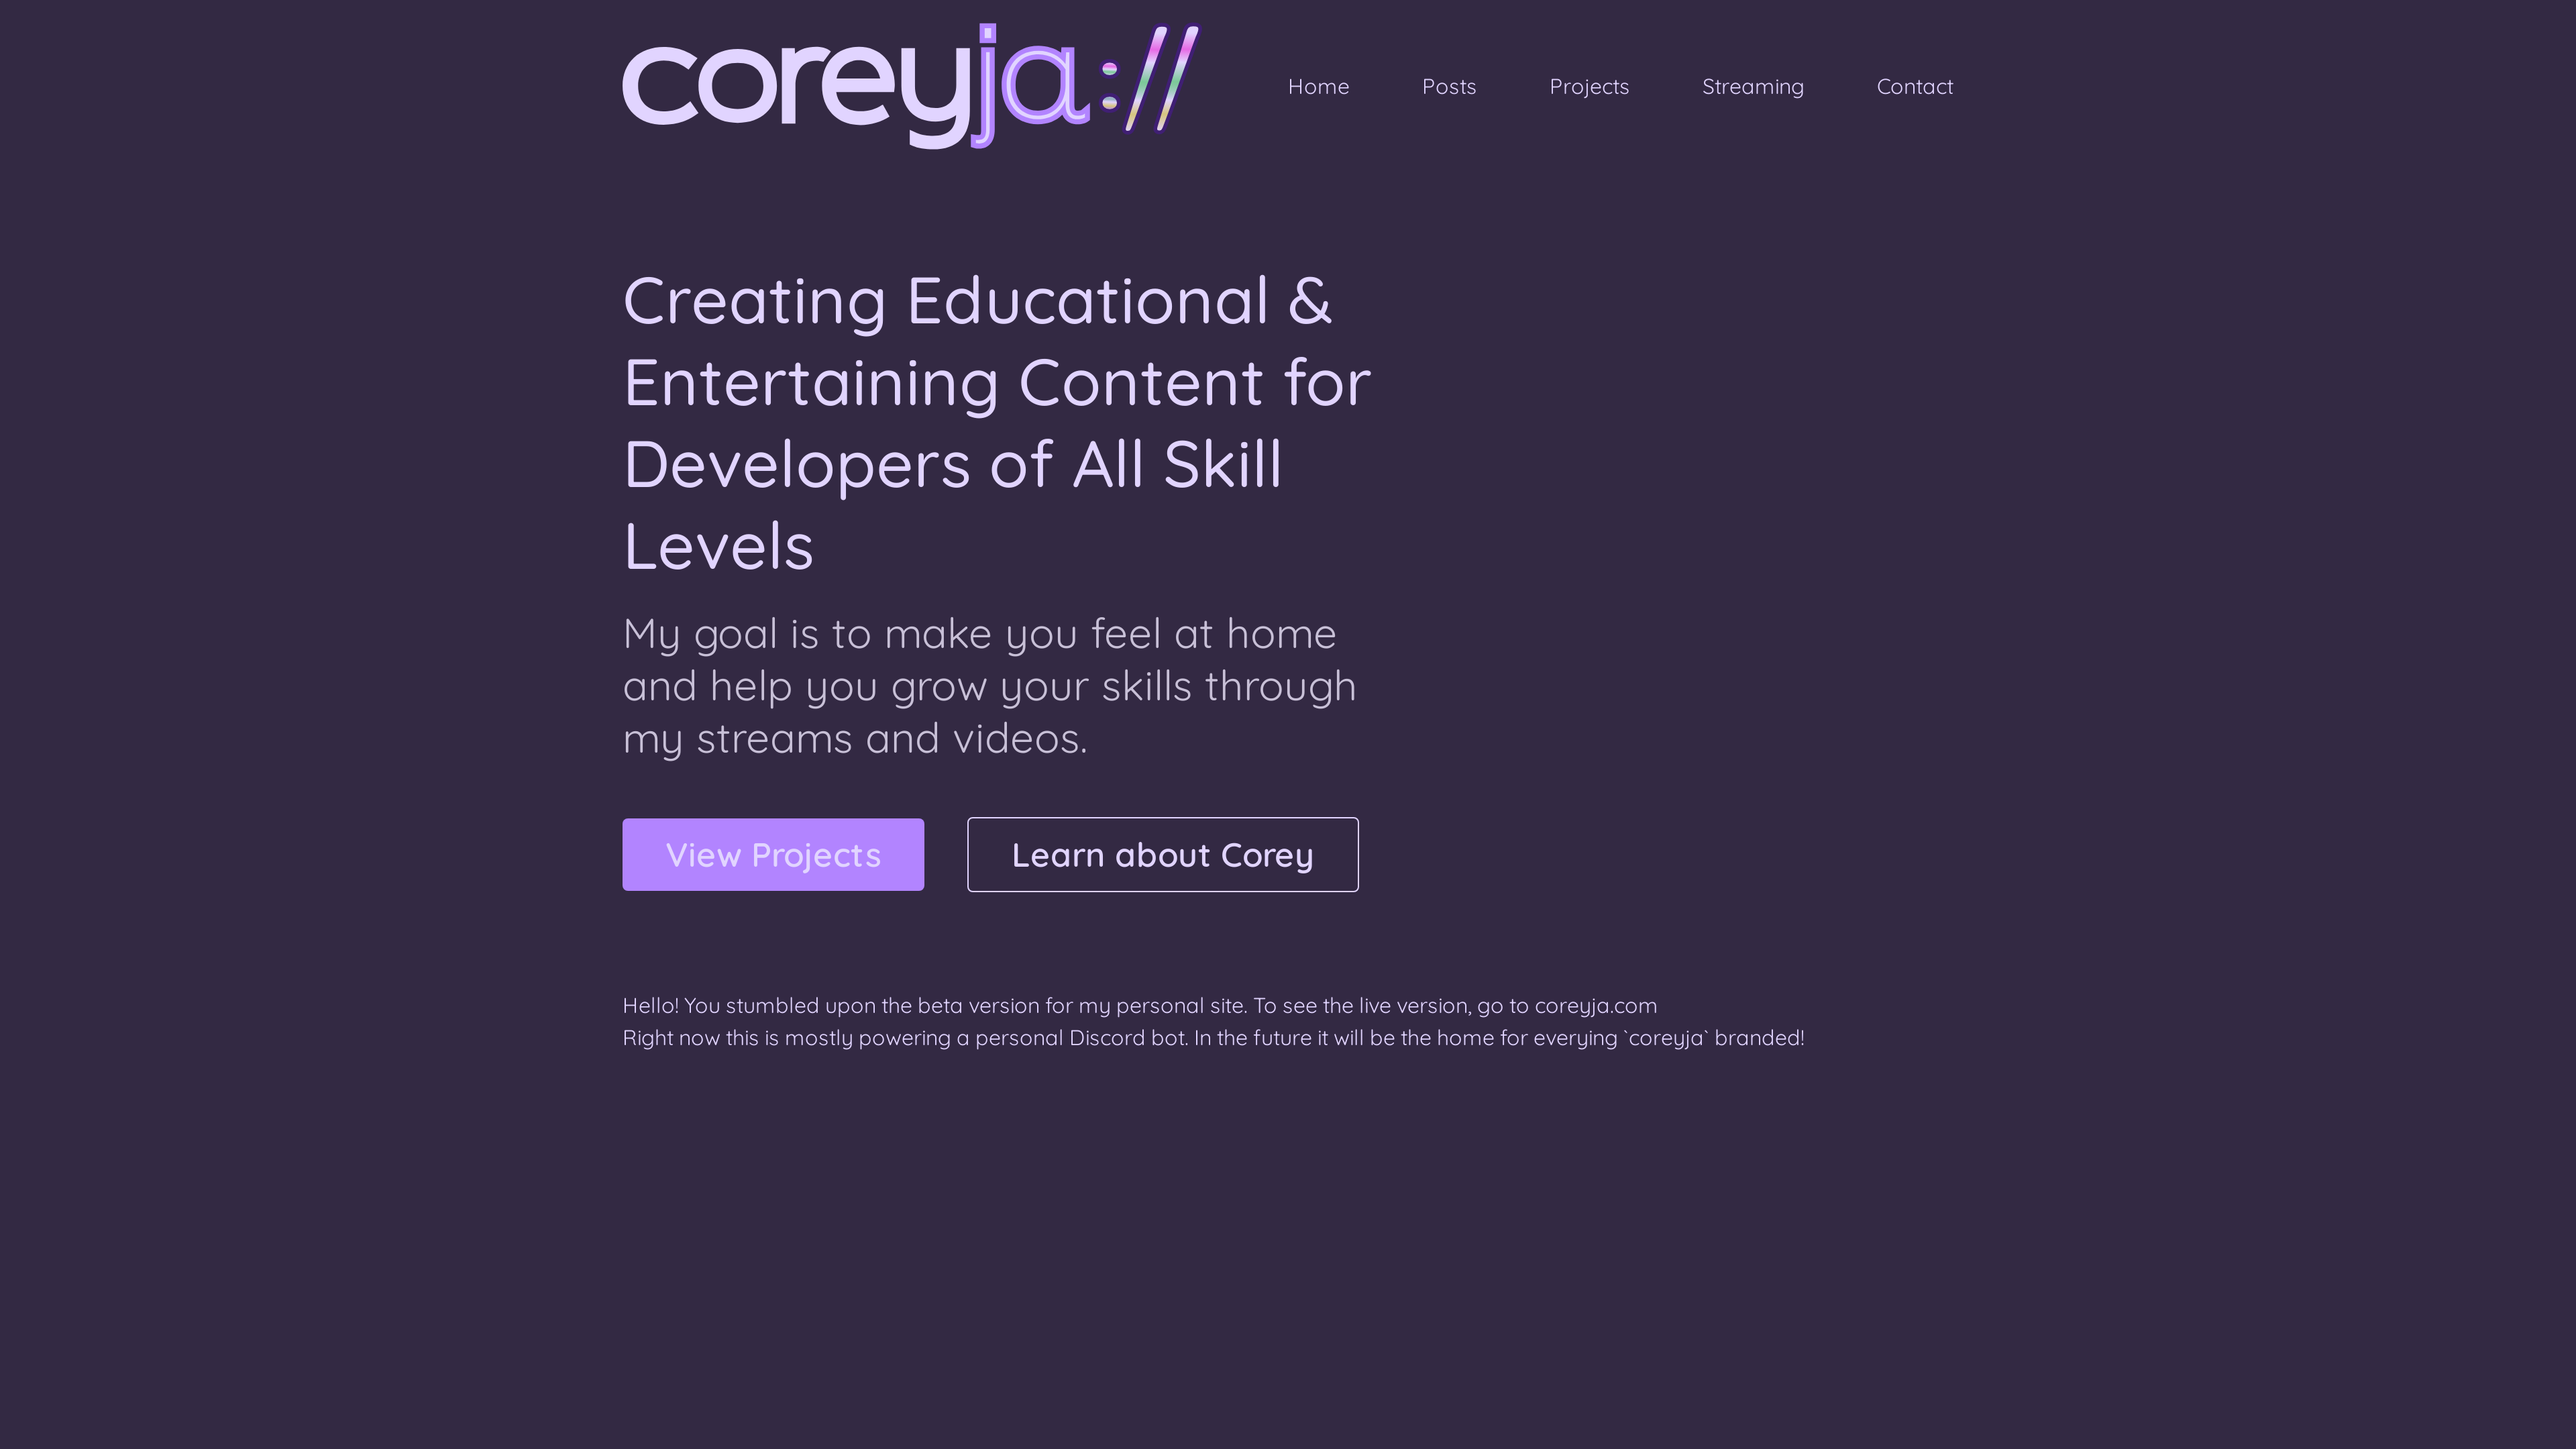 coreyja://
Home
Posts
Projects
Streaming
Contact
Creating Educational &
Entertaining Content for
Developers of All Skill
Levels
My goal is to make you feel at home
and help you grow your skills through
my streams and videos.
View Projects
Learn about Corey
Hello! You stumbled upon the beta version for my personal site. To see the live version, go to coreyja.com
Right now this is mostly powering a personal Discord bot. In the future it will be the home for everying `coreyja` branded!